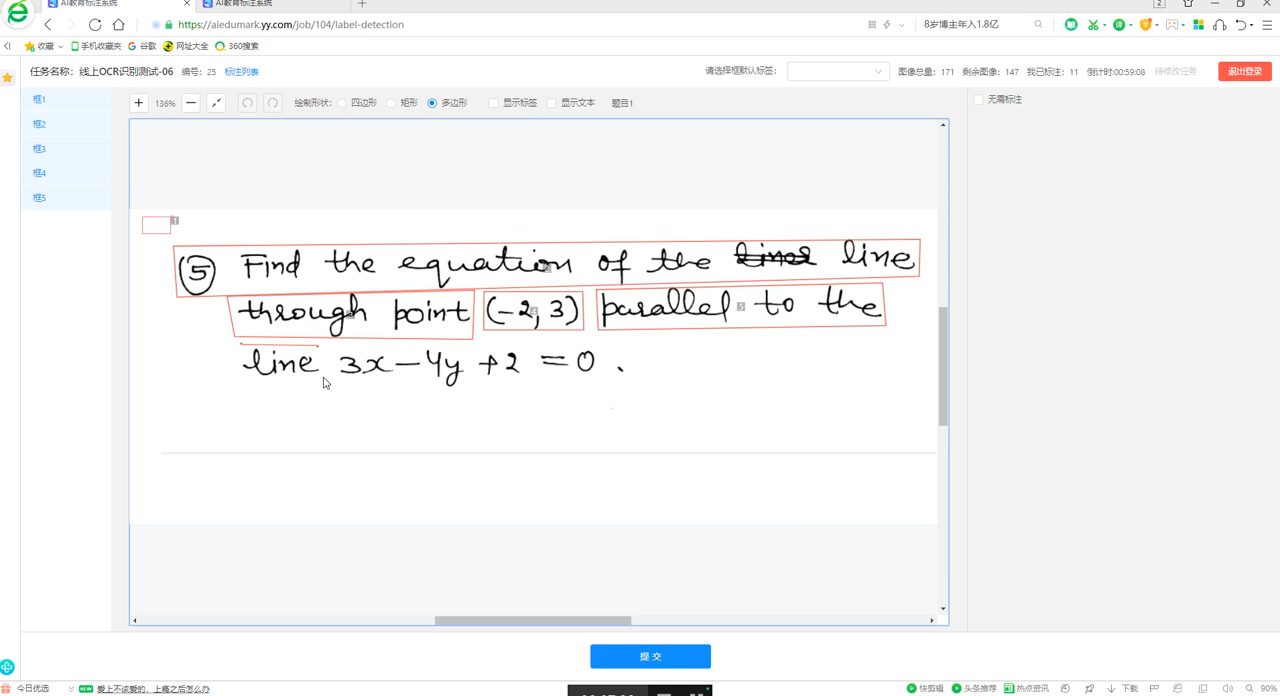 AI教育标注系统
AI教育标注系统
2
https://aiedumark.yy.com/job/104/label-detection
8岁博主年入1.8亿
收藏 手机收藏夹 谷歌 网址大全 360搜索
任务名称: 线上OCR识别测试-06 编号: 25 标注列表
请选择框默认标签: 图像总量: 171 剩余图像: 147 我已标注: 11 倒计时:00:59:08 待修改任务 退出登录
框1
框2
框3
框4
框5
136% 绘制形状: 四边形 矩形 多边形 显示标签 显示文本 题目1
无需标注
1
(5) Find the equation of the line
through point (-2, 3) parallel to the
line 3x-4y+2=0.
提 交
今日优选 NEW 爱上不该爱的,上瘾之后怎么办
快剪辑 头条推荐 热点资讯 下载 90%